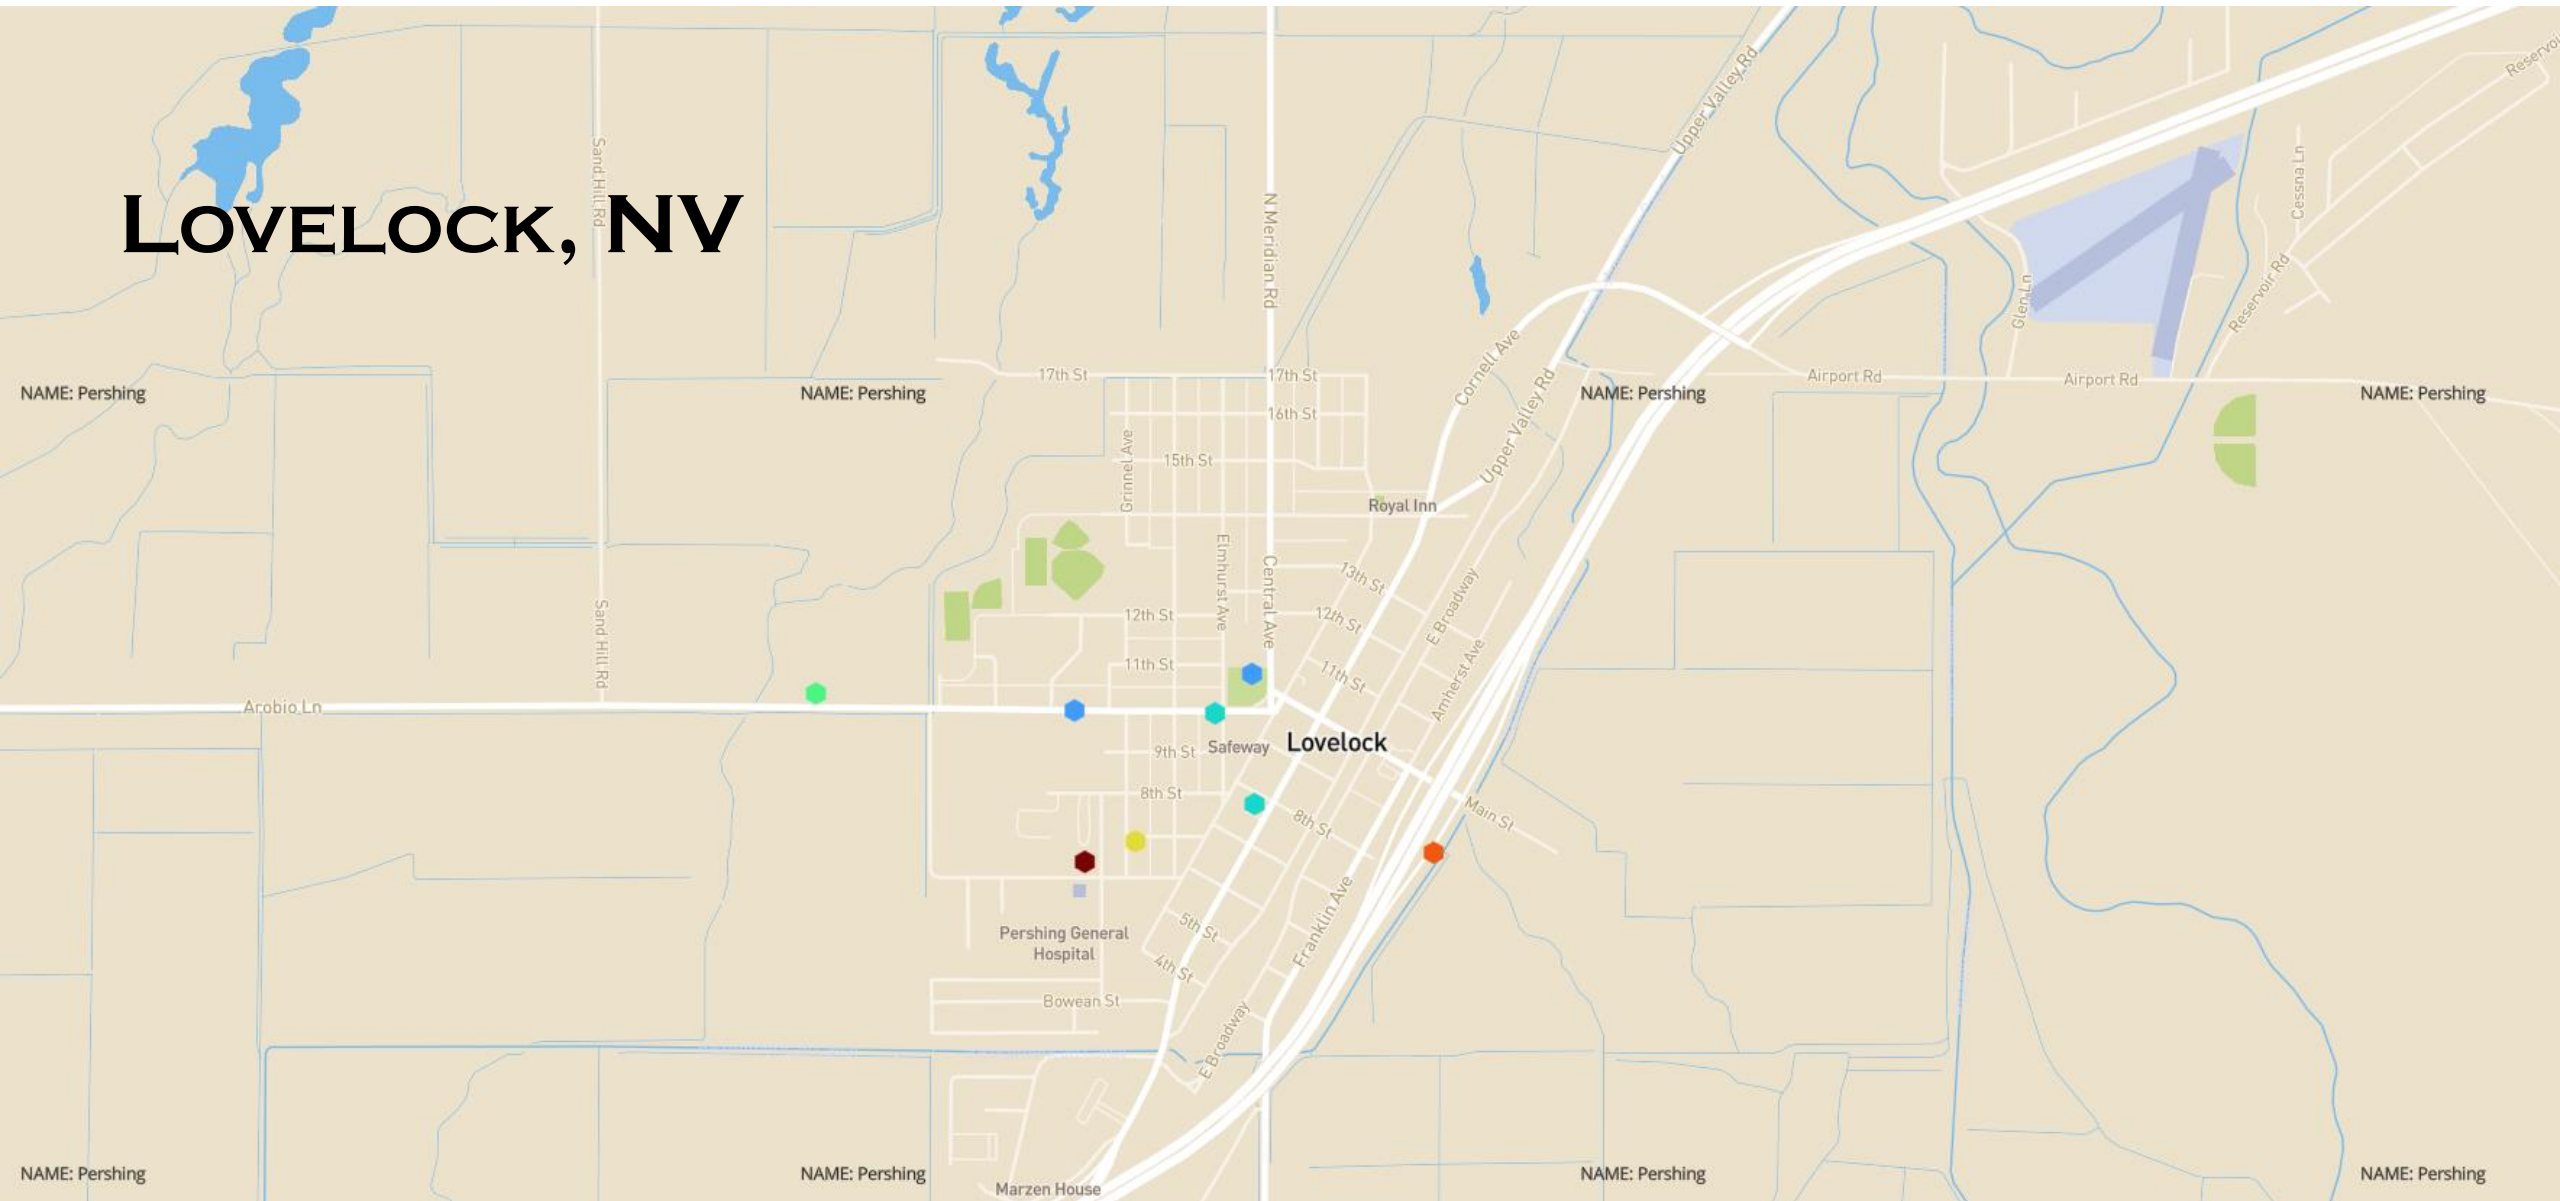 Reservoi
Upper Valley Rd
Sand Hill Rd
Cessna Ln
LOVELOCK, NV
N Meridian Rd
Glen Ln
Reservoir Rd
Cornell Ave
17th St
17th St
Airport Rd
Airport Rd
NAME: Pershing
NAME: Pershing
NAME: Pershing
NAME: Pershing
16th St
Upper Valley Rd
Grinnel Ave
15th St
Royal Inn
Elmhurst Ave
Central Ave
13th St
E Broadway
12th St
12th St
Sand Hill Rd
11th St
11th St
Amherst Ave
Arobio Ln
9th St
Safeway
Lovelock
8th St
8th St
Main St
Franklin Ave
5th St
Pershing General
Hospital
4th St
Bowean St
E Broadway
NAME: Pershing
NAME: Pershing
NAME: Pershing
NAME: Pershing
Marzen House